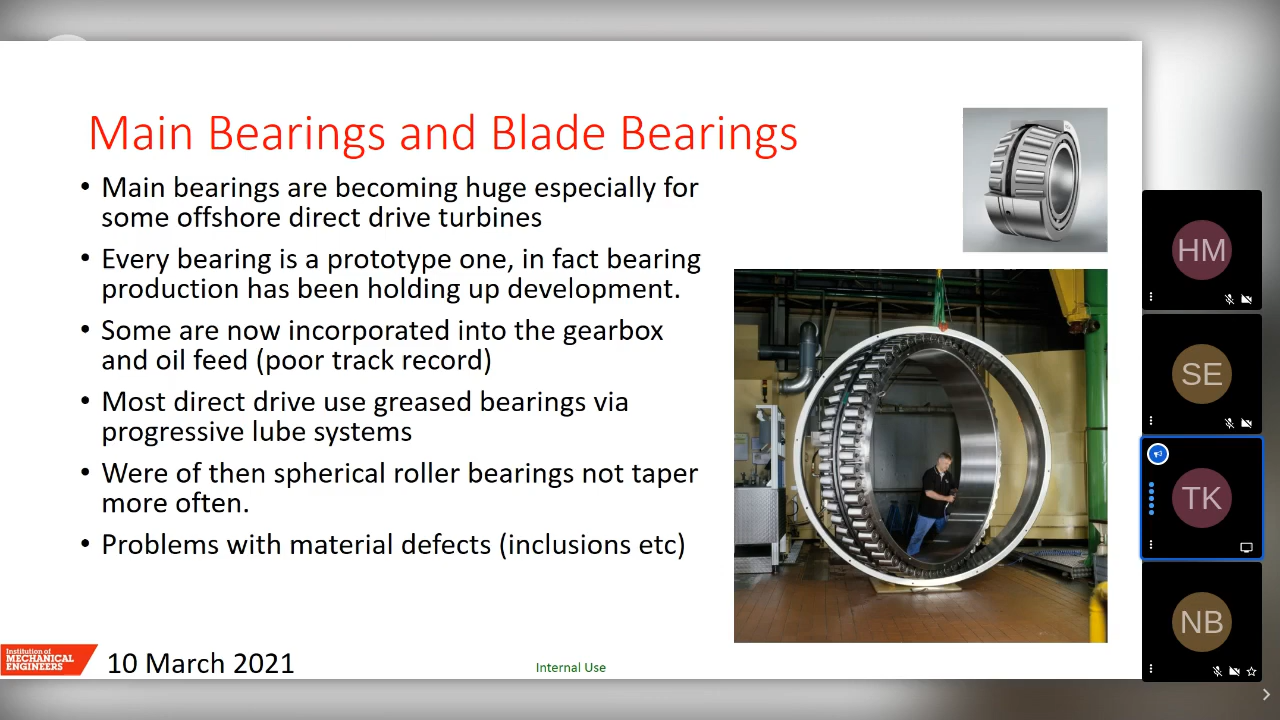 Main Bearings and Blade Bearings
• Main bearings are becoming huge especially for
some offshore direct drive turbines
• Every bearing is a prototype one, in fact bearing
production has been holding up development.
• Some are now incorporated into the gearbox
and oil feed (poor track record)
• Most direct drive use greased bearings via
progressive lube systems
• Were of then spherical roller bearings not taper
more often.
• Problems with material defects (inclusions etc)
Institution of
MECHANICAL
ENGINEERS
10 March 2021
Internal Use
HM
SE
TK
NB